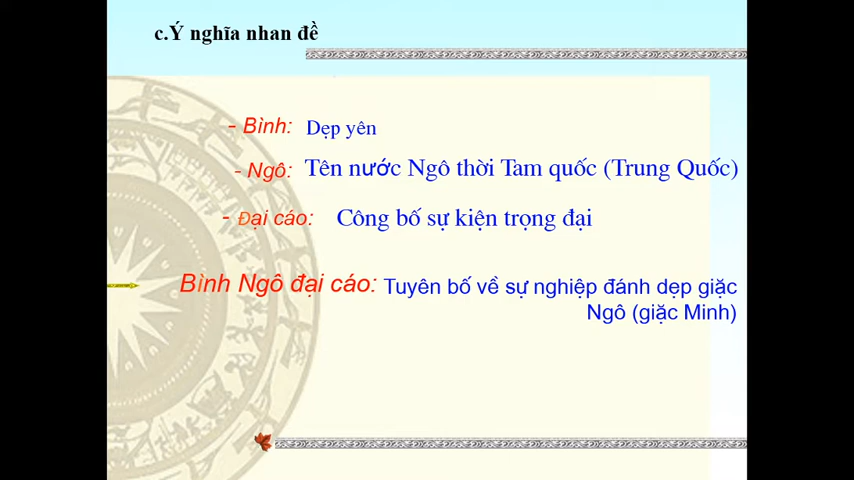 c.Ý nghĩa nhan đề
- Bình: Dẹp yên
- Ngô: Tên nước Ngô thời Tam quốc (Trung Quốc)
- Đại cáo: Công bố sự kiện trọng đại
Bình Ngô đại cáo: Tuyên bố về sự nghiệp đánh dẹp giặc
Ngô (giặc Minh)